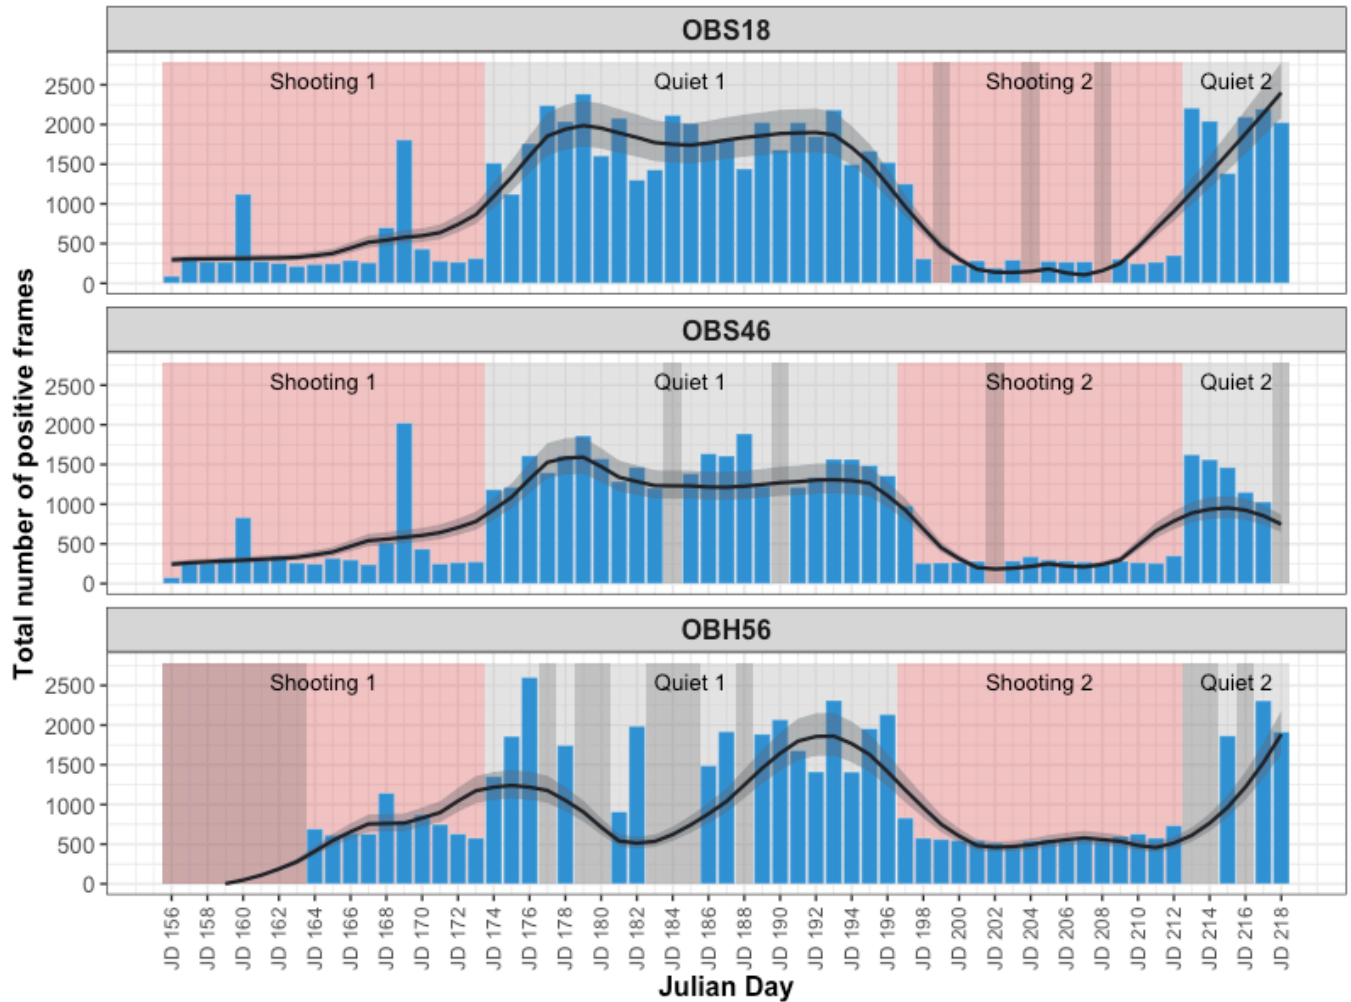 OBS18
Shooting 1 Quiet 1 Shooting 2 Quiet 2
2500
2000
1500
1000
500
0
OBS46
Shooting 1 Quiet 1 Shooting 2 Quiet 2
2500
2000
1500
1000
500
0
OBH56
Shooting 1 Quiet 1 Shooting 2 Quiet 2
2500
2000
1500
1000
500
0
Total number of positive frames
JD 156 JD 158 JD 160 JD 162 JD 164 JD 166 JD 168 JD 170 JD 172 JD 174 JD 176 JD 178 JD 180 JD 182 JD 184 JD 186 JD 188 JD 190 JD 192 JD 194 JD 196 JD 198 JD 200 JD 202 JD 204 JD 206 JD 208 JD 210 JD 212 JD 214 JD 216 JD 218
Julian Day